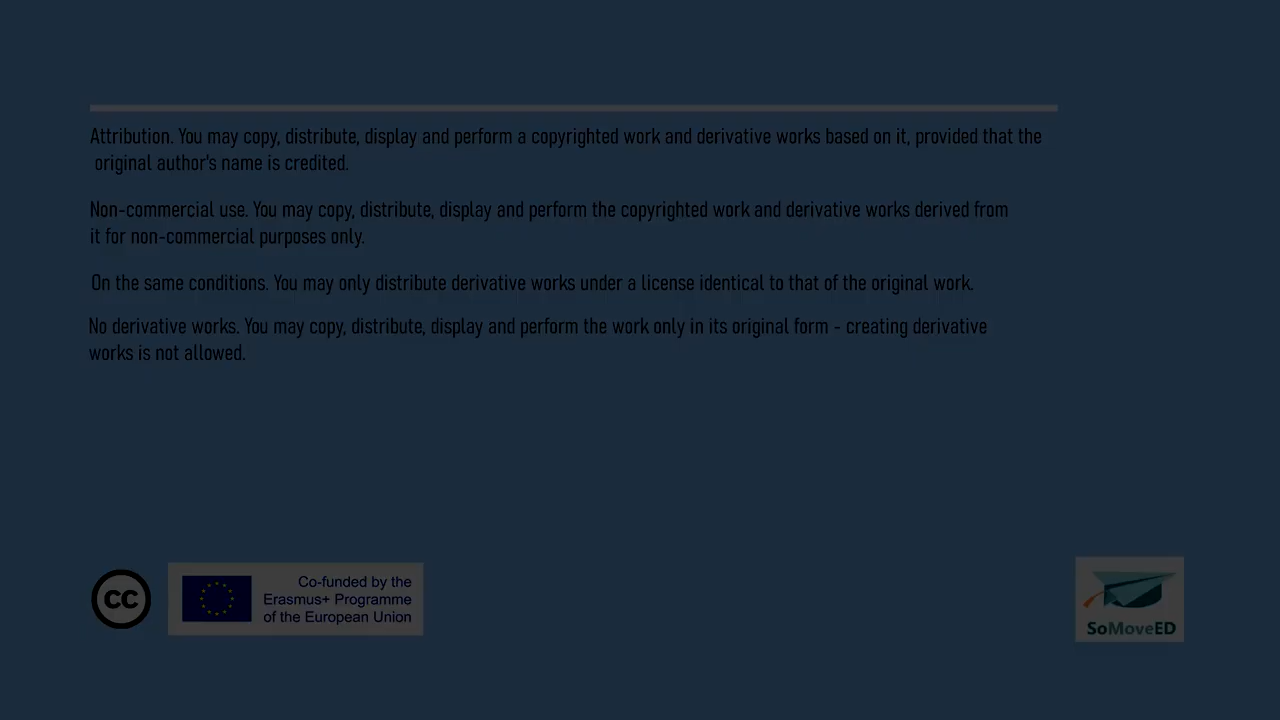 Attribution. You may copy, distribute, display and perform a copyrighted work and derivative works based on it, provided that the
original author's name is credited.
Non-commercial use. You may copy, distribute, display and perform the copyrighted work and derivative works derived from
it for non-commercial purposes only.
On the same conditions. You may only distribute derivative works under a license identical to that of the original work.
No derivative works. You may copy, distribute, display and perform the work only in its original form - creating derivative
works is not allowed.
CC
Co-funded by the
Erasmus+ Programme
of the European Union
SoMoveED